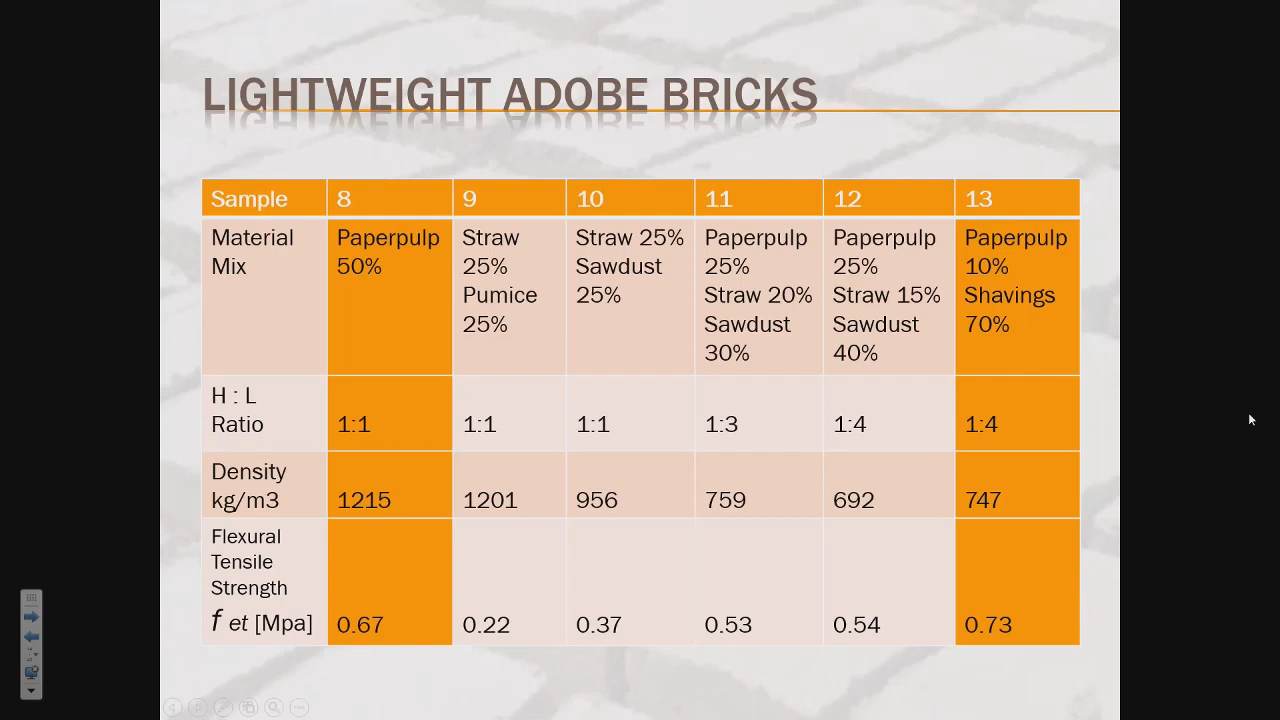 LIGHTWEIGHT ADOBE BRICKS
Sample 8 9 10 11 12 13
Material Mix Paperpulp 50% Straw 25% Pumice 25% Straw 25% Sawdust 25% Paperpulp 25% Straw 20% Sawdust 30% Paperpulp 25% Straw 15% Sawdust 40% Paperpulp 10% Shavings 70%
H : L Ratio 1:1 1:1 1:1 1:3 1:4 1:4
Density kg/m3 1215 1201 956 759 692 747
Flexural Tensile Strength f et [Mpa] 0.67 0.22 0.37 0.53 0.54 0.73